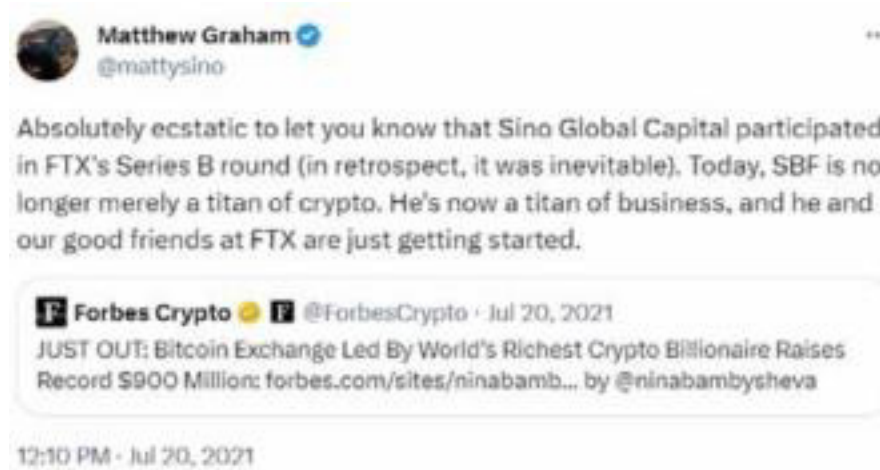 Matthew Graham
@mattysino
Absolutely ecstatic to let you know that Sino Global Capital participated
in FTX's Series B round (in retrospect, it was inevitable). Today, SBF is no
longer merely a titan of crypto. He's now a titan of business, and he and
our good friends at FTX are just getting started.
F Forbes Crypto F @ForbesCrypto · Jul 20, 2021
JUST OUT: Bitcoin Exchange Led By World's Richest Crypto Billionaire Raises
Record $900 Million: forbes.com/sites/ninabamb... by @ninabambysheva
12:10 PM · Jul 20, 2021